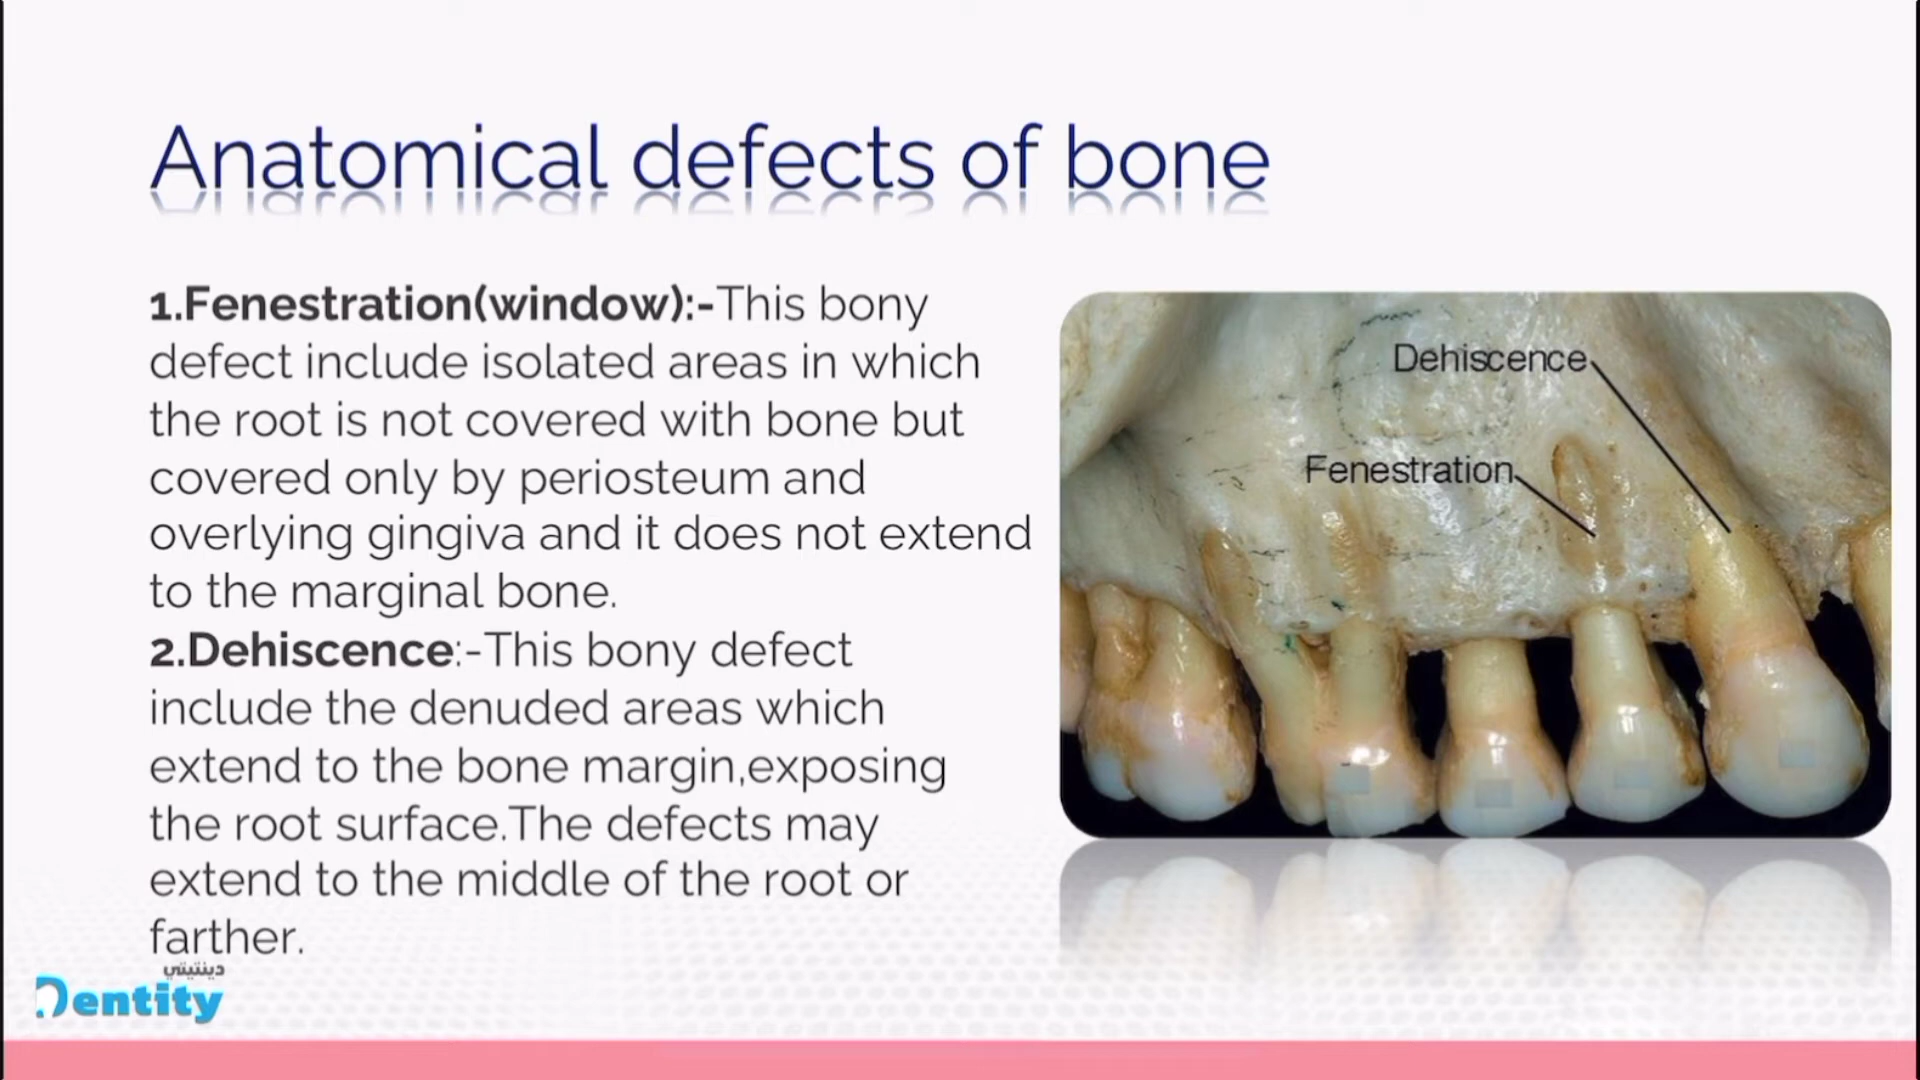 Anatomical defects of bone
1.Fenestration(window):-This bony
defect include isolated areas in which
the root is not covered with bone but
covered only by periosteum and
overlying gingiva and it does not extend
to the marginal bone.
2.Dehiscence:-This bony defect
include the denuded areas which
extend to the bone margin,exposing
the root surface.The defects may
extend to the middle of the root or
farther.
Dehiscence
Fenestration
دينتيتي
Dentity